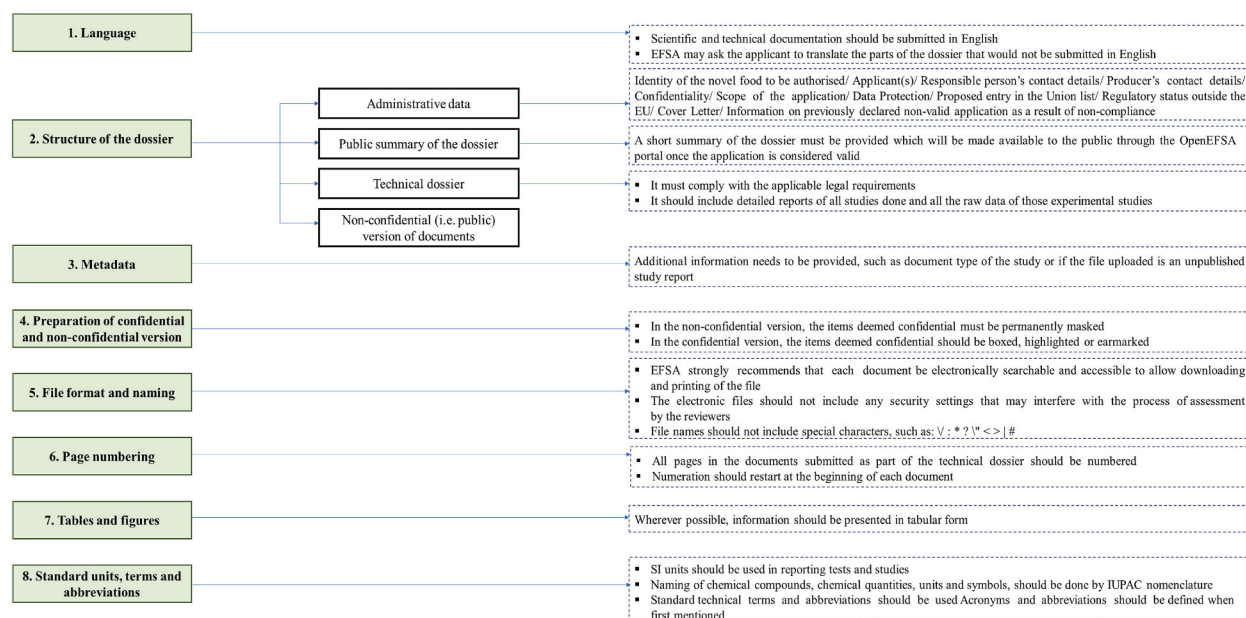 1. Language
▪ Scientific and technical documentation should be submitted in English
▪ EFSA may ask the applicant to translate the parts of the dossier that would not be submitted in English
2. Structure of the dossier
Administrative data
Identity of the novel food to be authorised/ Applicant(s)/ Responsible person's contact details/ Producer's contact details/
Confidentiality/ Scope of the application/ Data Protection/ Proposed entry in the Union list/ Regulatory status outside the
EU/ Cover Letter/ Information on previously declared non-valid application as a result of non-compliance
Public summary of the dossier
A short summary of the dossier must be provided which will be made available to the public through the OpenEFSA
portal once the application is considered valid
Technical dossier
▪ It must comply with the applicable legal requirements
▪ It should include detailed reports of all studies done and all the raw data of those experimental studies
Non-confidential (i.e. public)
version of documents
3. Metadata
Additional information needs to be provided, such as document type of the study or if the file uploaded is an unpublished
study report
4. Preparation of confidential
and non-confidential version
▪ In the non-confidential version, the items deemed confidential must be permanently masked
▪ In the confidential version, the items deemed confidential should be boxed, highlighted or earmarked
5. File format and naming
▪ EFSA strongly recommends that each document be electronically searchable and accessible to allow downloading
and printing of the file
▪ The electronic files should not include any security settings that may interfere with the process of assessment
by the reviewers
▪ File names should not include special characters, such as: \/ : * ? \" < > | #
6. Page numbering
▪ All pages in the documents submitted as part of the technical dossier should be numbered
▪ Numeration should restart at the beginning of each document
7. Tables and figures
Wherever possible, information should be presented in tabular form
8. Standard units, terms and
abbreviations
▪ SI units should be used in reporting tests and studies
▪ Naming of chemical compounds, chemical quantities, units and symbols, should be done by IUPAC nomenclature
▪ Standard technical terms and abbreviations should be used Acronyms and abbreviations should be defined when
first mentioned